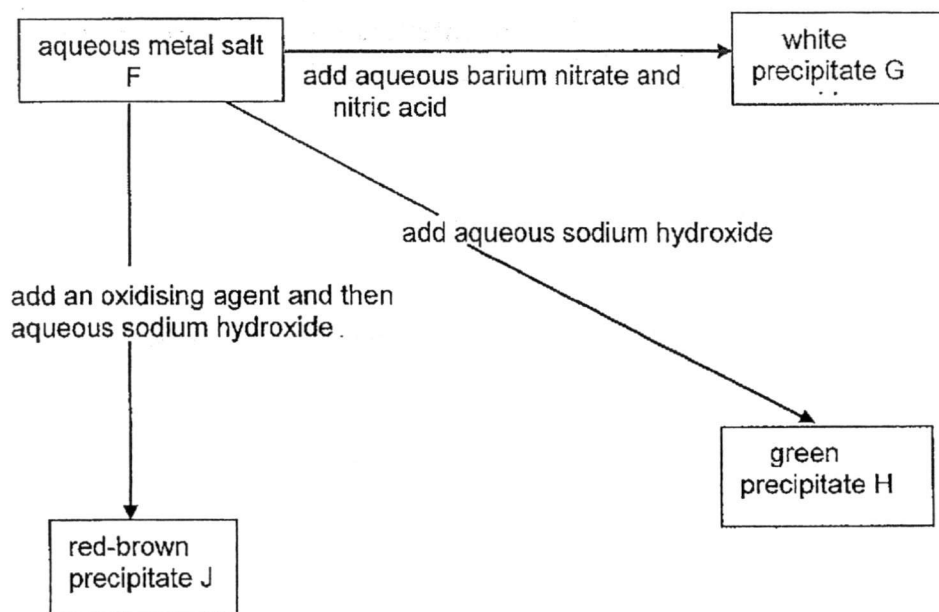 aqueous metal salt
F
add aqueous barium nitrate and
nitric acid
white
precipitate G
add aqueous sodium hydroxide
add an oxidising agent and then
aqueous sodium hydroxide.
green
precipitate H
red-brown
precipitate J